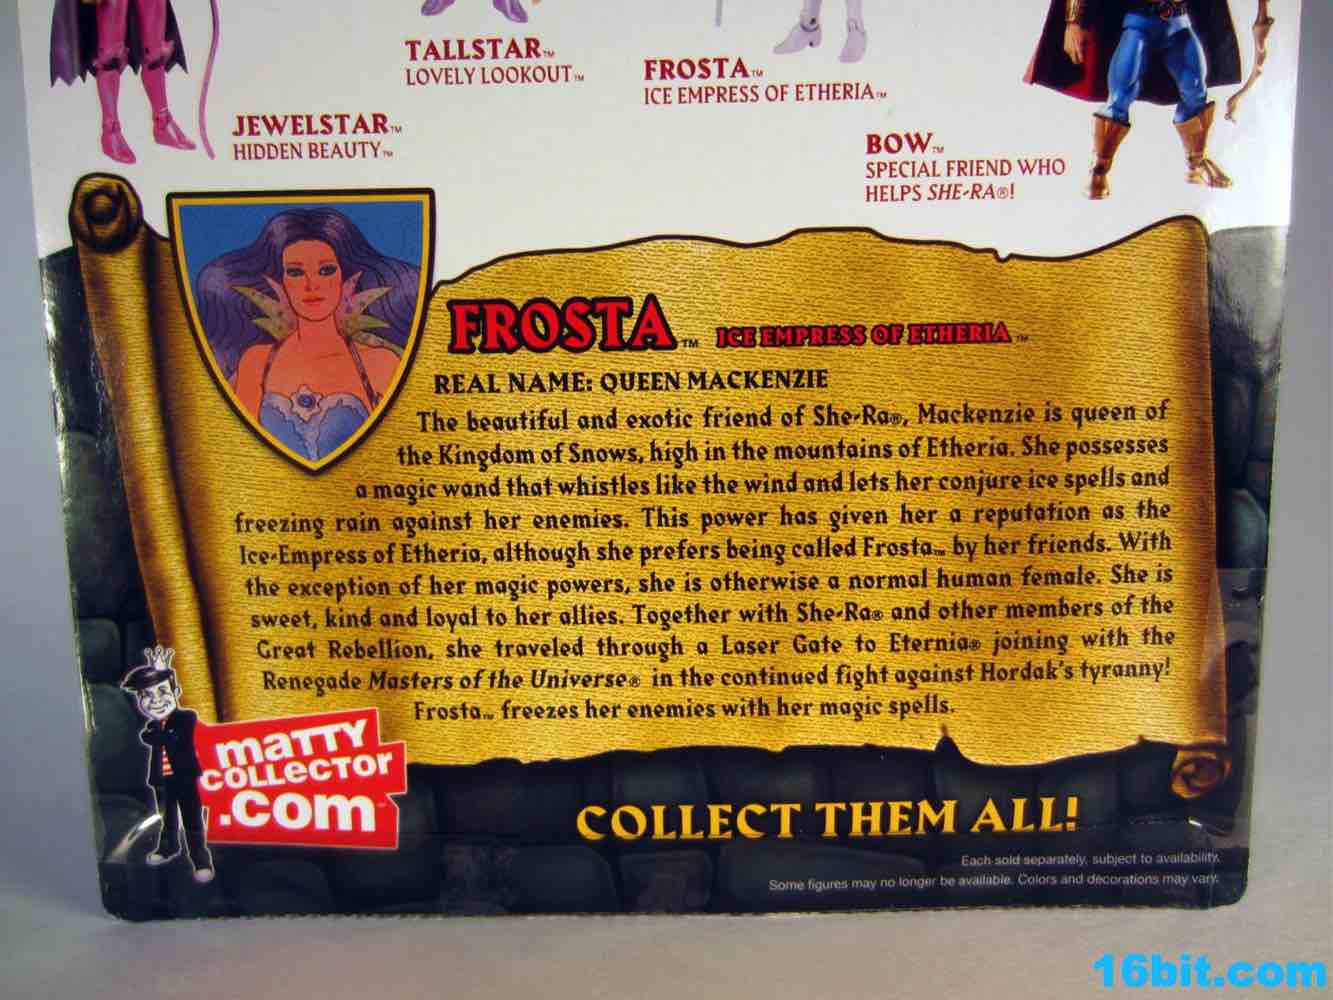 TALLSTAR™
LOVELY LOOKOUT™
FROSTA™
ICE EMPRESS OF ETHERIA™
JEWELSTAR™
HIDDEN BEAUTY™
BOW™
SPECIAL FRIEND WHO
HELPS SHE-RA®!
FROSTA™ ICE EMPRESS OF ETHERIA™
REAL NAME: QUEEN MACKENZIE
The beautiful and exotic friend of She-Ra®, Mackenzie is queen of
the Kingdom of Snows, high in the mountains of Etheria. She possesses
a magic wand that whistles like the wind and lets her conjure ice spells and
freezing rain against her enemies. This power has given her a reputation as the
Ice-Empress of Etheria, although she prefers being called Frosta™ by her friends. With
the exception of her magic powers, she is otherwise a normal human female. She is
sweet, kind and loyal to her allies. Together with She-Ra® and other members of the
Great Rebellion, she traveled through a Laser Gate to Eternia® joining with the
Renegade Masters of the Universe® in the continued fight against Hordak's tyranny!
Frosta™ freezes her enemies with her magic spells.
maTTY
COLLECTOR
.com
COLLECT THEM ALL!
Each sold separately, subject to availability.
Some figures may no longer be available. Colors and decorations may vary.
16bit.com